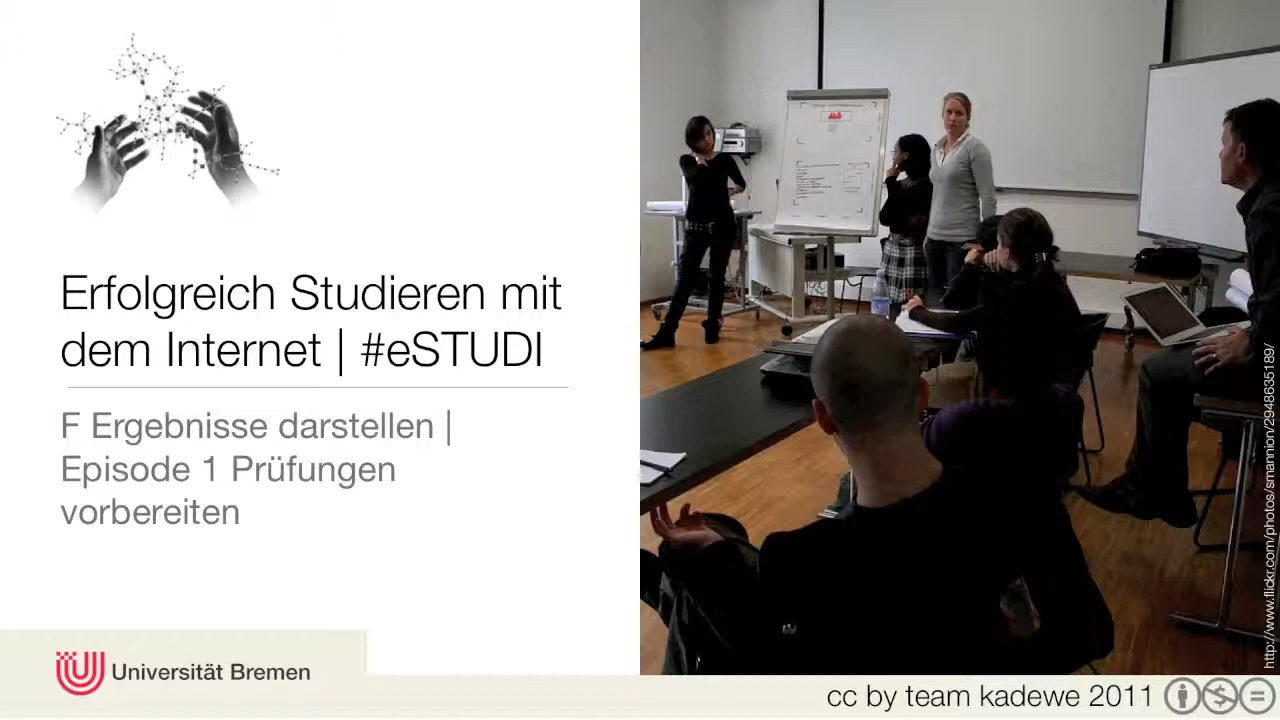 Erfolgreich Studieren mit
dem Internet | #eSTUDI
F Ergebnisse darstellen |
Episode 1 Prüfungen
vorbereiten
Universität Bremen
http://www.flickr.com/photos/smannion/2948635189/
cc by team kadewe 2011